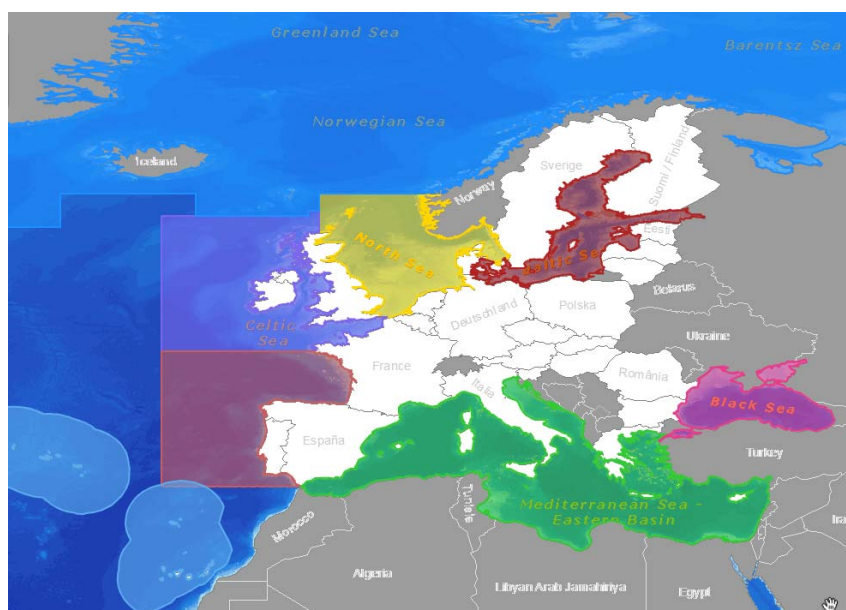 Greenland Sea
Barentsz Sea
Norwegian Sea
Iceland
Sverige
Suomi / Finland
Norway
North Sea
Eesti
Baltic Sea
Belarus
Deutschland
Polska
Celtic
Sea
Ukraine
France
România
Italia
Black Sea
España
Turkey
Mediterranean Sea -
Eastern Basin
Tunisie
Morocco
Algeria
Libyan Arab Jamahiriya
Egypt
Ira